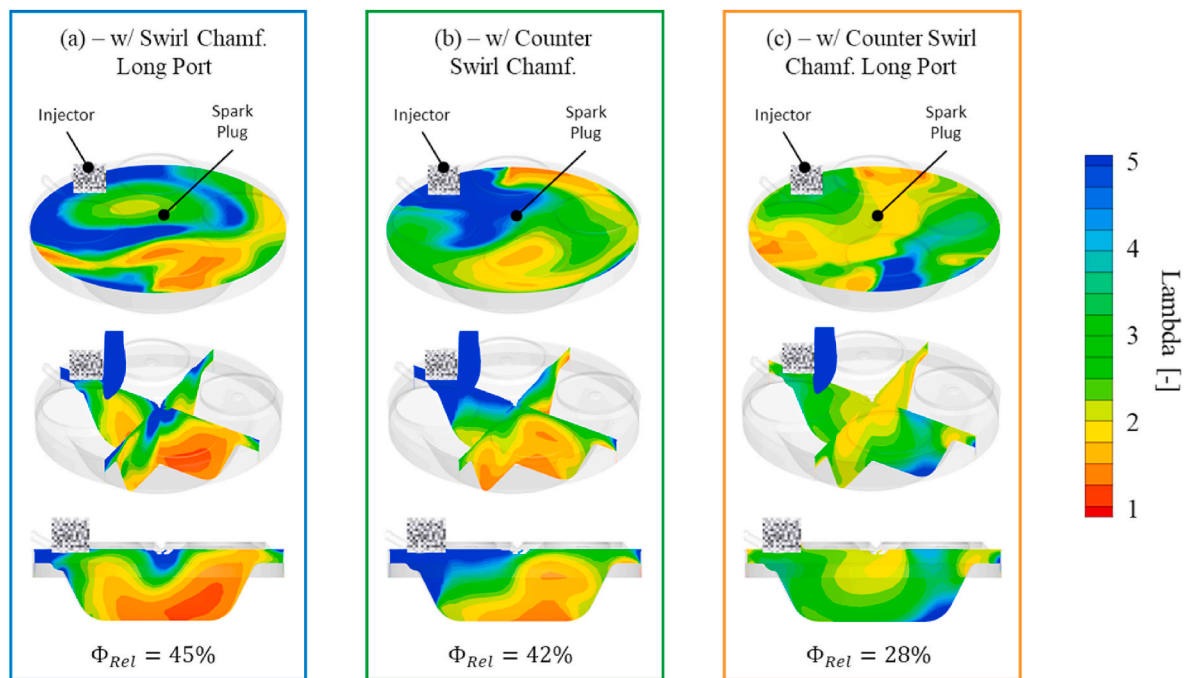 (a) – w/ Swirl Chamf.
Long Port
Injector
Spark
Plug
Φ_Rel = 45%
(b) – w/ Counter
Swirl Chamf.
Injector
Spark
Plug
Φ_Rel = 42%
(c) – w/ Counter Swirl
Chamf. Long Port
Injector
Spark
Plug
Φ_Rel = 28%
5
4
3
2
1
Lambda [-]